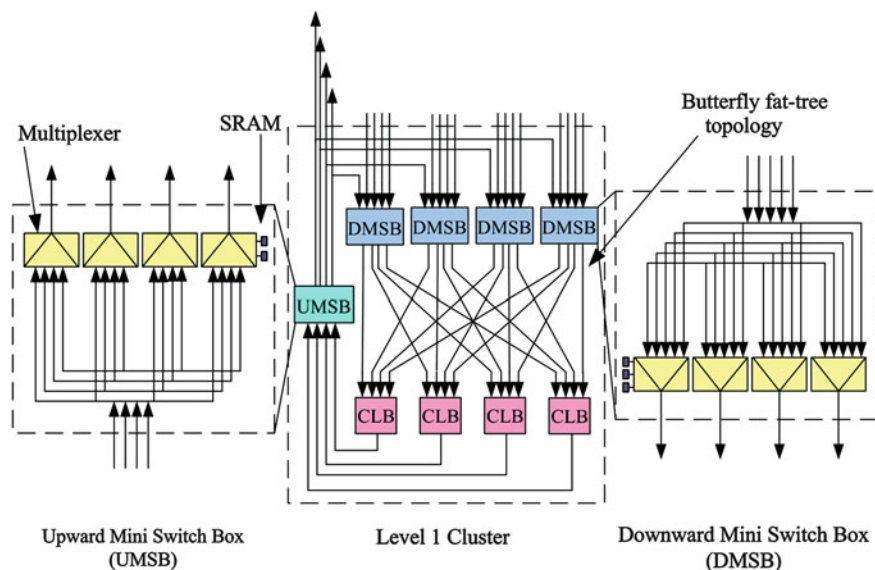 Multiplexer
SRAM
Butterfly fat-tree
topology
DMSB DMSB DMSB DMSB
UMSB
CLB CLB CLB CLB
Upward Mini Switch Box
(UMSB)
Level 1 Cluster
Downward Mini Switch Box
(DMSB)